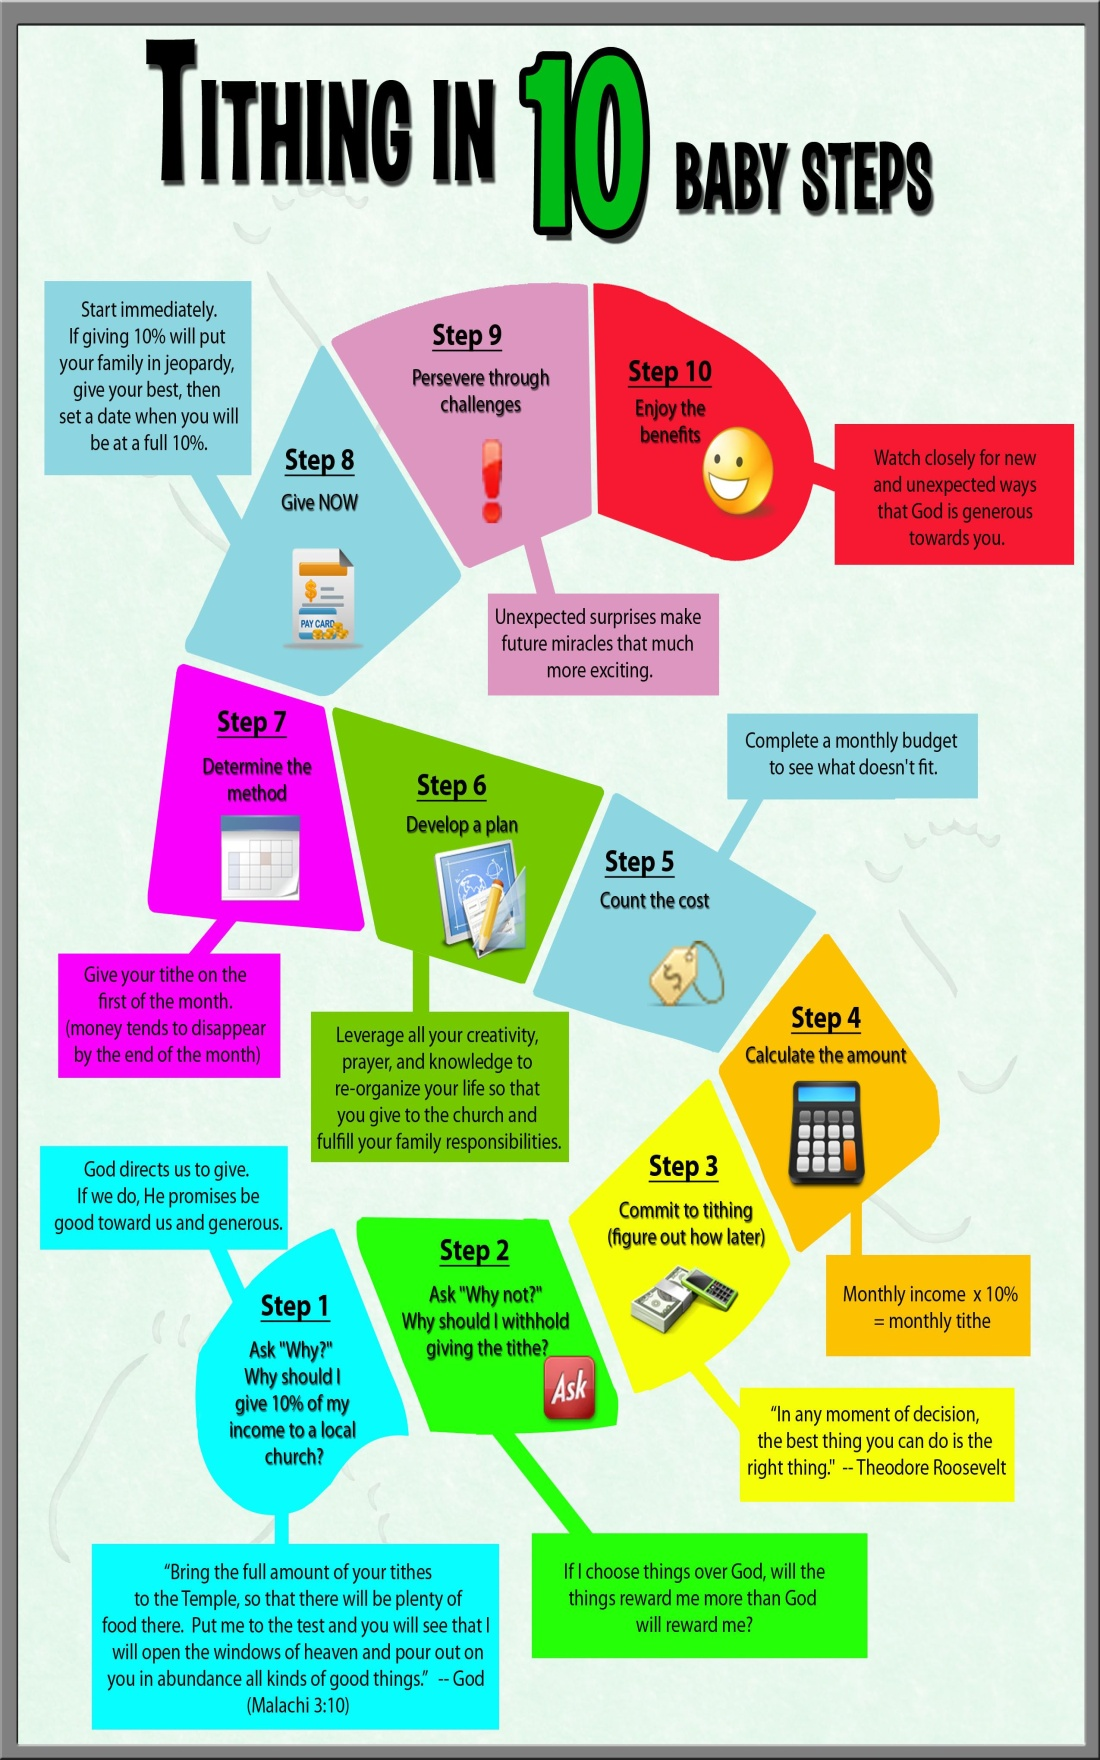 TITHING IN 10 BABY STEPS
Start immediately.
If giving 10% will put
your family in jeopardy,
give your best, then
set a date when you will
be at a full 10%.
Step 8
Give NOW
PAY CARD
Step 9
Persevere through
challenges
Unexpected surprises make
future miracles that much
more exciting.
Step 10
Enjoy the
benefits
Watch closely for new
and unexpected ways
that God is generous
towards you.
Step 7
Determine the
method
Give your tithe on the
first of the month.
(money tends to disappear
by the end of the month)
Step 6
Develop a plan
Leverage all your creativity,
prayer, and knowledge to
re-organize your life so that
you give to the church and
fulfill your family responsibilities.
Complete a monthly budget
to see what doesn't fit.
Step 5
Count the cost
Step 4
Calculate the amount
Monthly income x 10%
= monthly tithe
Step 3
Commit to tithing
(figure out how later)
“In any moment of decision,
the best thing you can do is the
right thing." -- Theodore Roosevelt
Step 2
Ask "Why not?"
Why should I withhold
giving the tithe?
Ask
If I choose things over God, will the
things reward me more than God
will reward me?
God directs us to give.
If we do, He promises be
good toward us and generous.
Step 1
Ask "Why?"
Why should I
give 10% of my
income to a local
church?
“Bring the full amount of your tithes
to the Temple, so that there will be plenty of
food there. Put me to the test and you will see that I
will open the windows of heaven and pour out on
you in abundance all kinds of good things.” -- God
(Malachi 3:10)